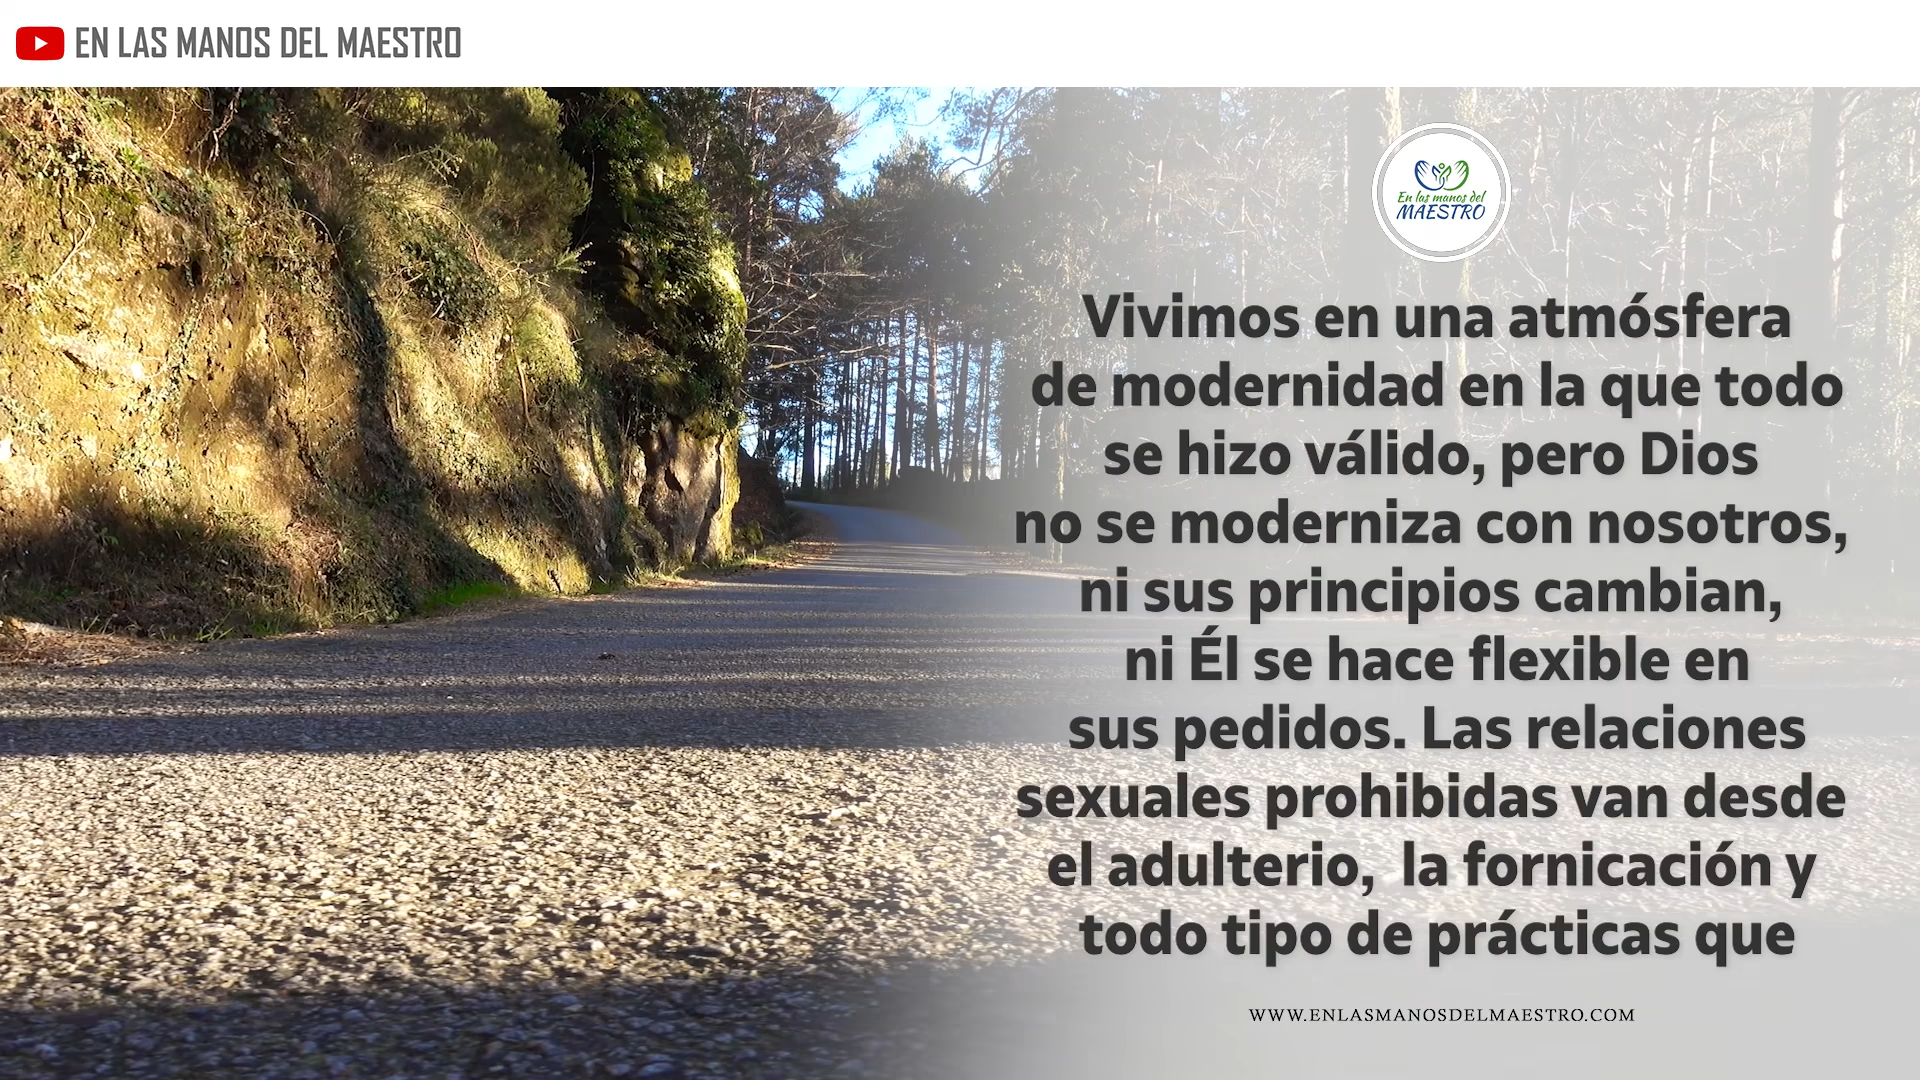 EN LAS MANOS DEL MAESTRO
En las manos del
MAESTRO
Vivimos en una atmósfera
de modernidad en la que todo
se hizo válido, pero Dios
no se moderniza con nosotros,
ni sus principios cambian,
ni Él se hace flexible en
sus pedidos. Las relaciones
sexuales prohibidas van desde
el adulterio, la fornicación y
todo tipo de prácticas que
WWW.ENLASMANOSDELMAESTRO.COM